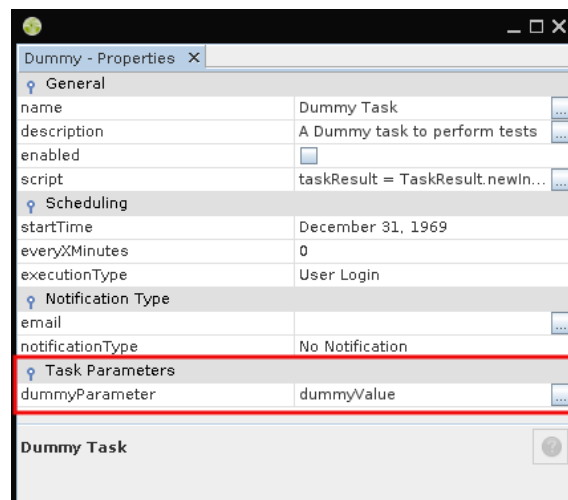 Dummy - Properties X
General
name Dummy Task ...
description A Dummy task to perform tests ...
enabled
script taskResult = TaskResult.newIn... ...
Scheduling
startTime December 31, 1969
everyXMinutes 0
executionType User Login
Notification Type
email ...
notificationType No Notification
Task Parameters
dummyParameter dummyValue ...
Dummy Task ?